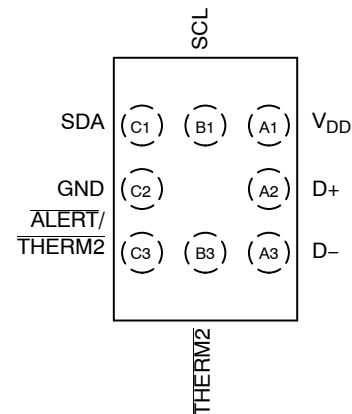 SCL
SDA C1 B1 A1 VDD
GND C2 A2 D+
ALERT/
THERM2 C3 B3 A3 D−
THERM2